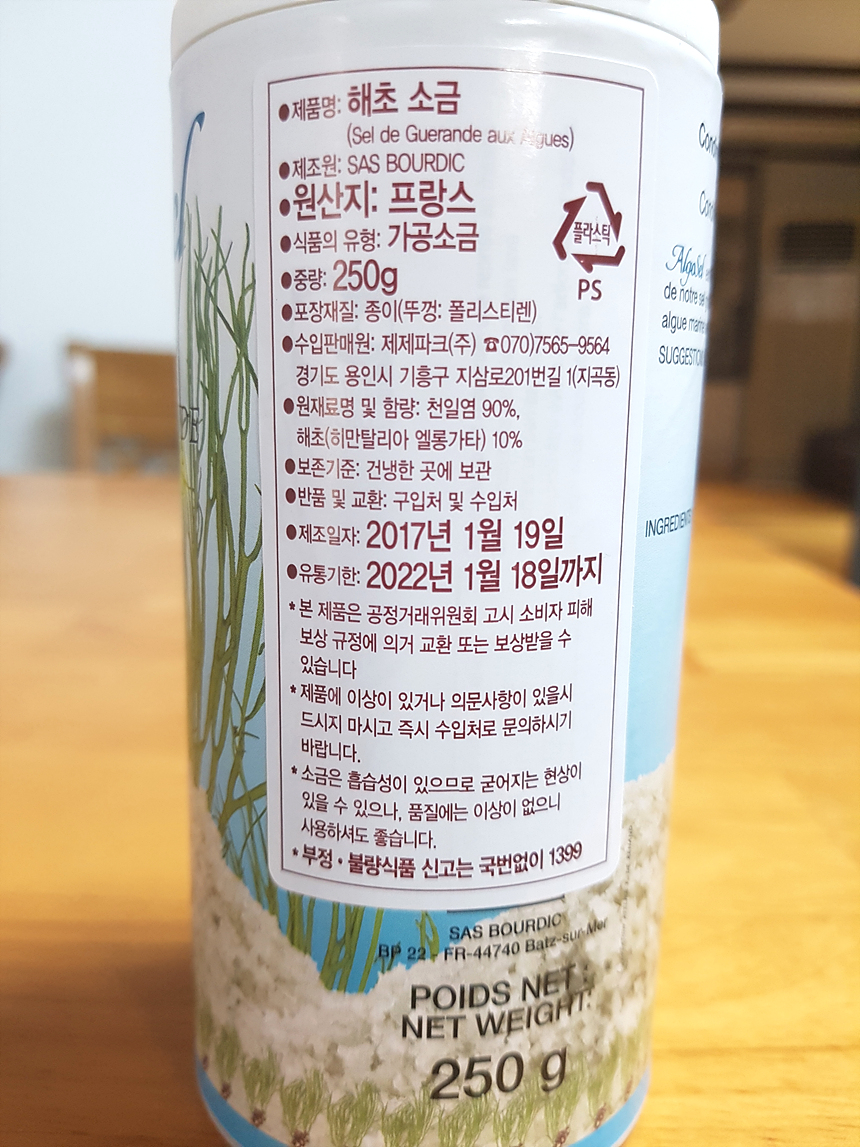 ●제품명: 해초 소금
(Sel de Guerande aux Algues)
●제조원: SAS BOURDIC
●원산지: 프랑스
●식품의 유형: 가공소금
●중량: 250g
플라스틱
PS
●포장재질: 종이(뚜껑: 폴리스티렌)
●수입판매원: 제제파크(주) ☎070)7565-9564
경기도 용인시 기흥구 지삼로201번길 1(지곡동)
●원재료명 및 함량: 천일염 90%,
해초(히만탈리아 엘롱가타) 10%
●보존기준: 건냉한 곳에 보관
●반품 및 교환: 구입처 및 수입처
●제조일자: 2017년 1월 19일
●유통기한: 2022년 1월 18일까지
* 본 제품은 공정거래위원회 고시 소비자 피해
보상 규정에 의거 교환 또는 보상받을 수
있습니다
* 제품에 이상이 있거나 의문사항이 있을시
드시지 마시고 즉시 수입처로 문의하시기
바랍니다.
* 소금은 흡습성이 있으므로 굳어지는 현상이
있을 수 있으나, 품질에는 이상이 없으니
사용하셔도 좋습니다.
* 부정·불량식품 신고는 국번없이 1399
SAS BOURDIC
BP 22 - FR-44740 Batz-sur-Mer
POIDS NET :
NET WEIGHT:
250 g
AlgoSel
de notre sel
algue marine
SUGGESTION
INGREDIENTS